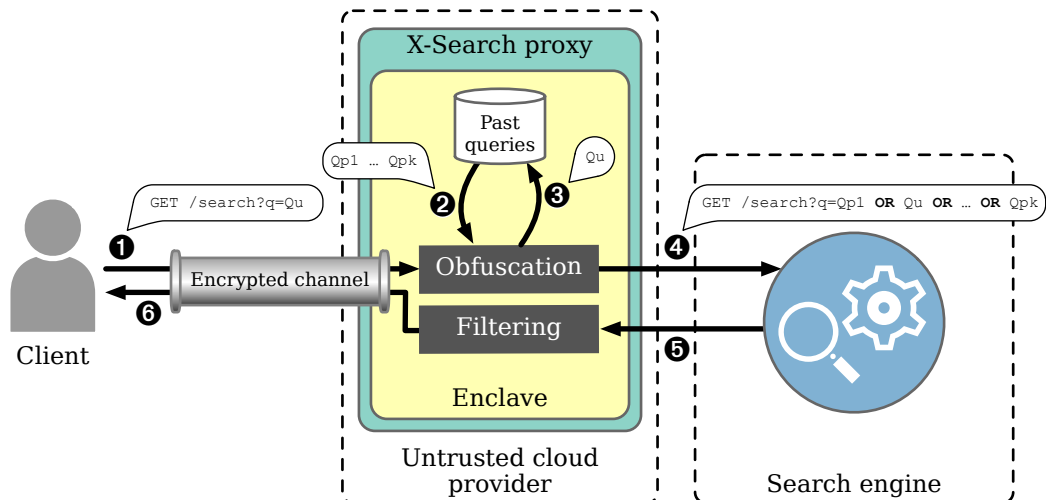 X-Search proxy
Past
queries
Qp1 … Qpk
Qu
GET /search?q=Qu
GET /search?q=Qp1 OR Qu OR … OR Qpk
❷
❸
❶
❹
Encrypted channel
Obfuscation
❻
Filtering
❺
Client
Enclave
Untrusted cloud
provider
Search engine